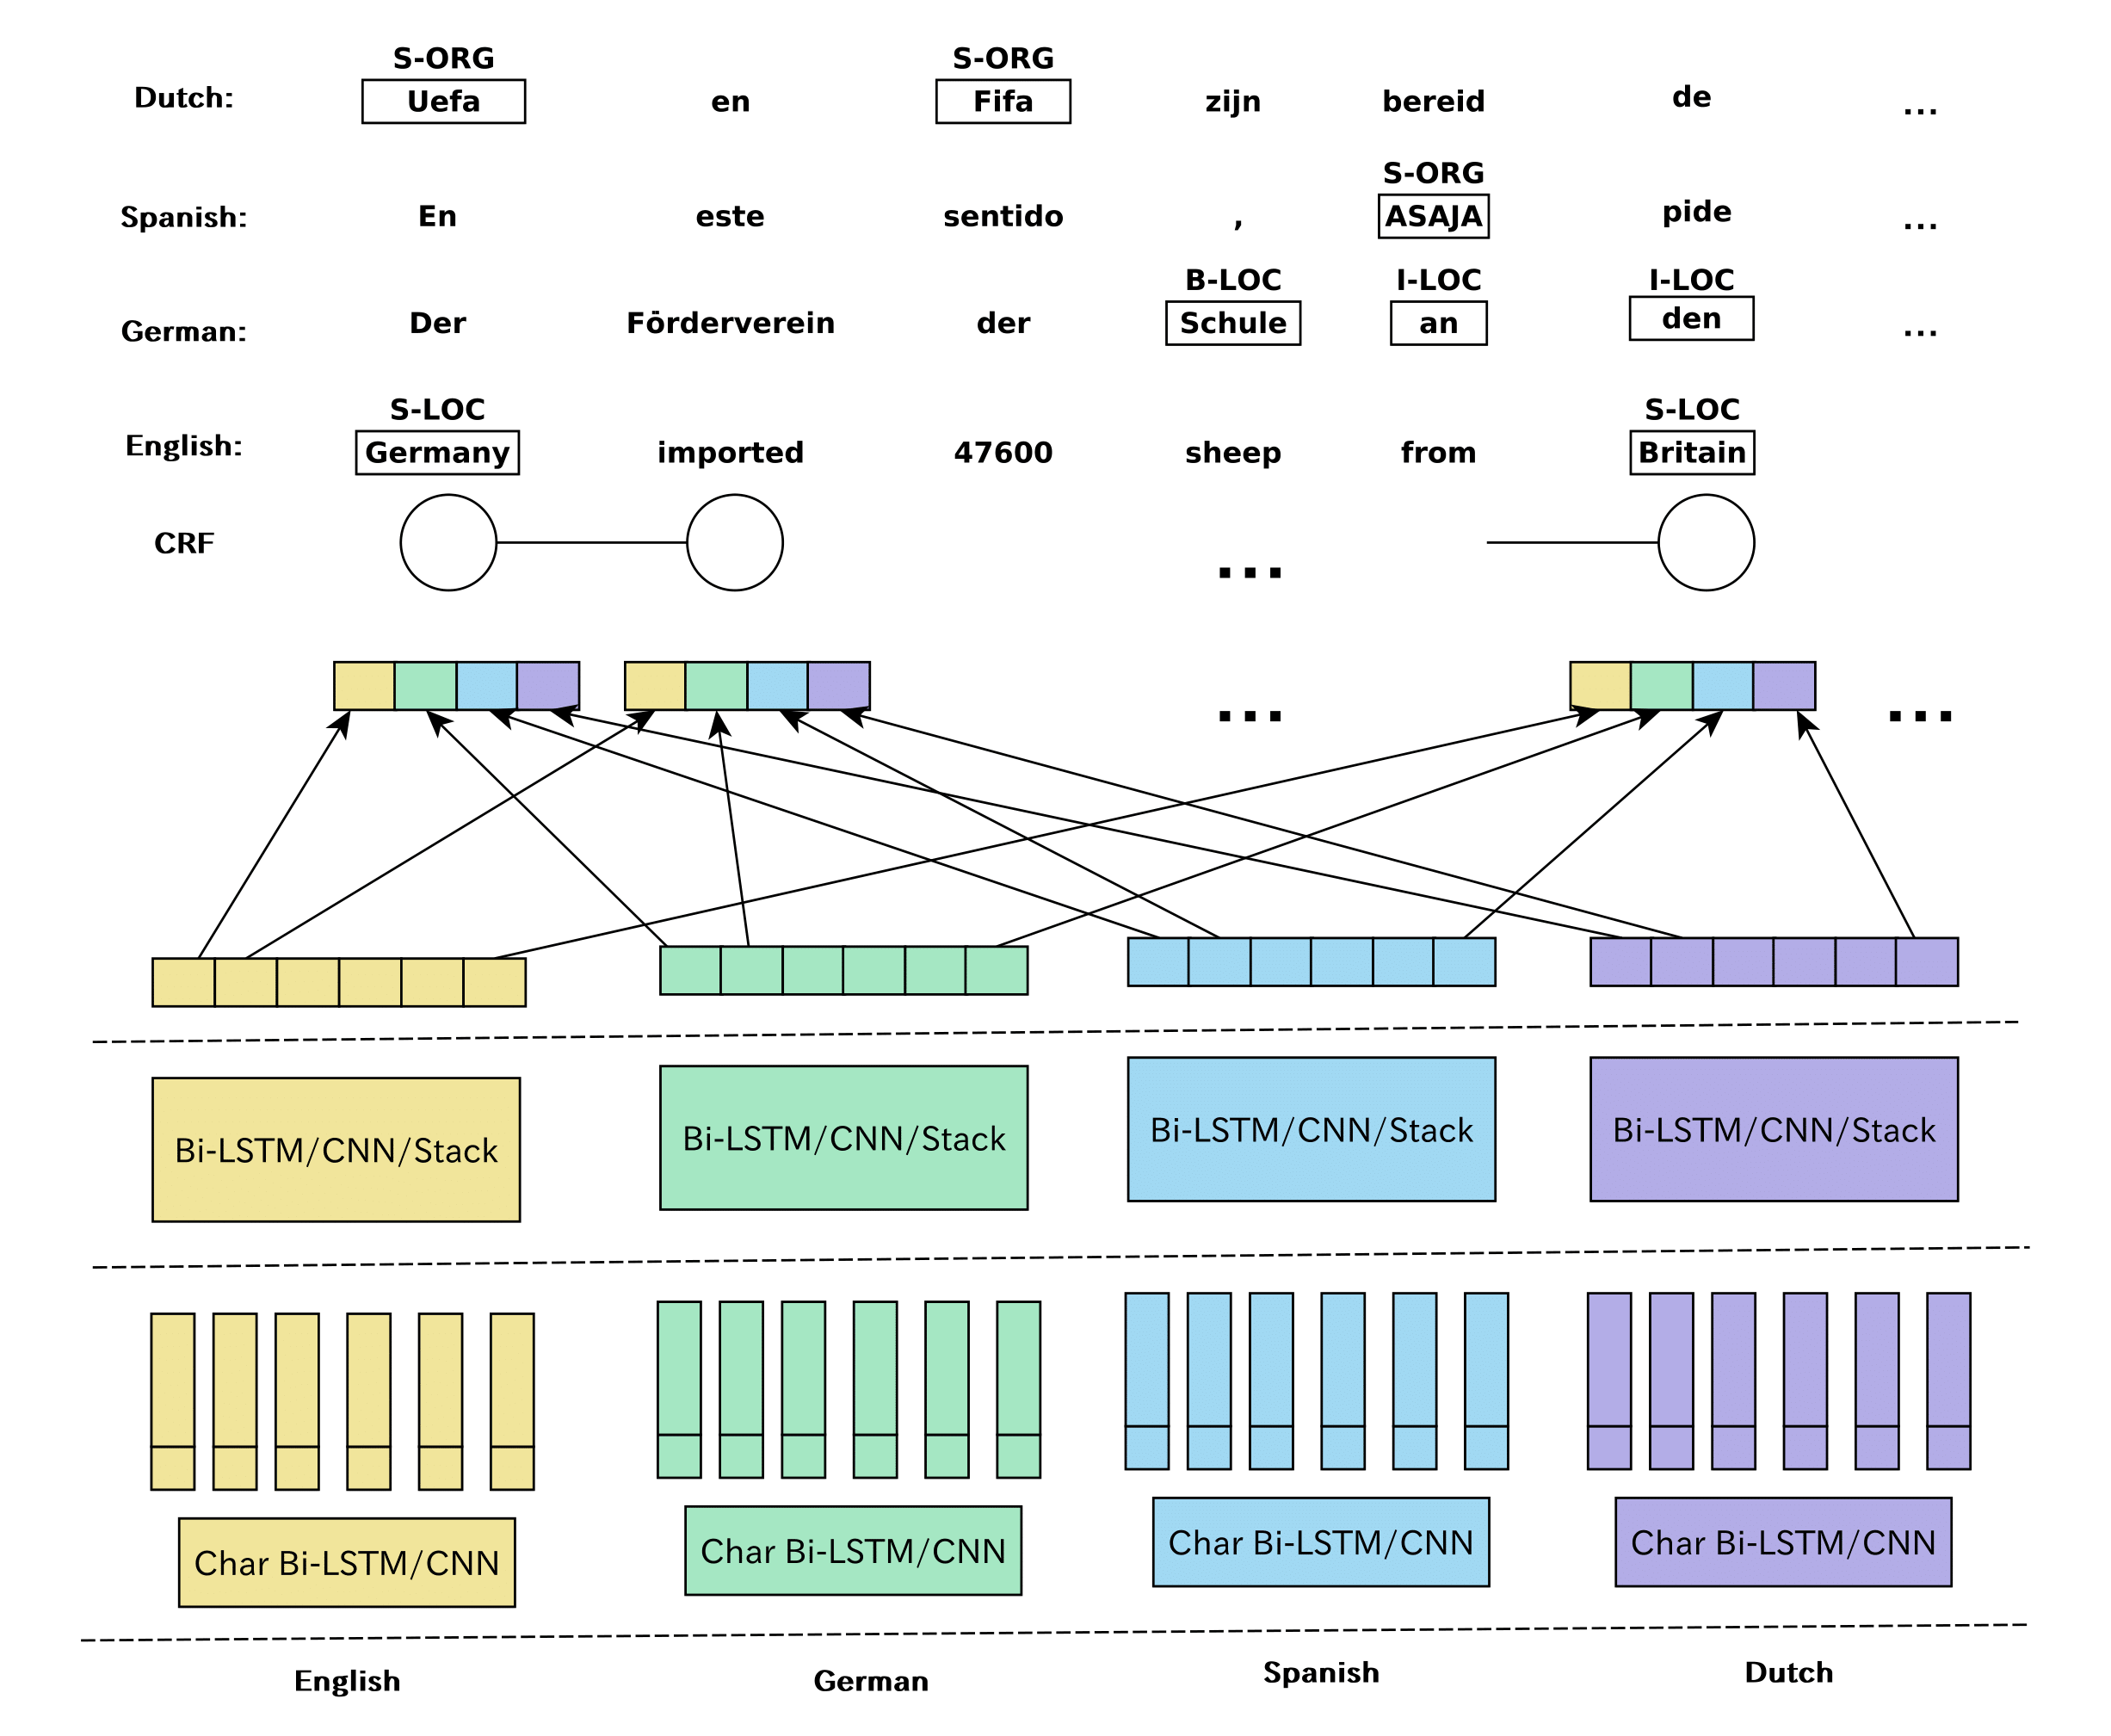 S-ORG S-ORG
Dutch: Uefa en Fifa zijn bereid de ...
S-ORG
Spanish: En este sentido , ASAJA pide ...
B-LOC I-LOC I-LOC
German: Der Förderverein der Schule an den ...
S-LOC S-LOC
English: Germany imported 47600 sheep from Britain
CRF ...
... ...
Bi-LSTM/CNN/Stack Bi-LSTM/CNN/Stack Bi-LSTM/CNN/Stack Bi-LSTM/CNN/Stack
Char Bi-LSTM/CNN Char Bi-LSTM/CNN Char Bi-LSTM/CNN Char Bi-LSTM/CNN
English German Spanish Dutch